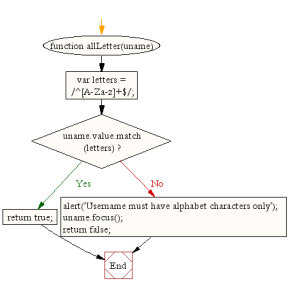 function allLetter(uname)
var letters =
/^[A-Za-z]+$/;
uname.value.match
(letters) ?
Yes
No
return true;
alert('Username must have alphabet characters only');
uname.focus();
return false;
End